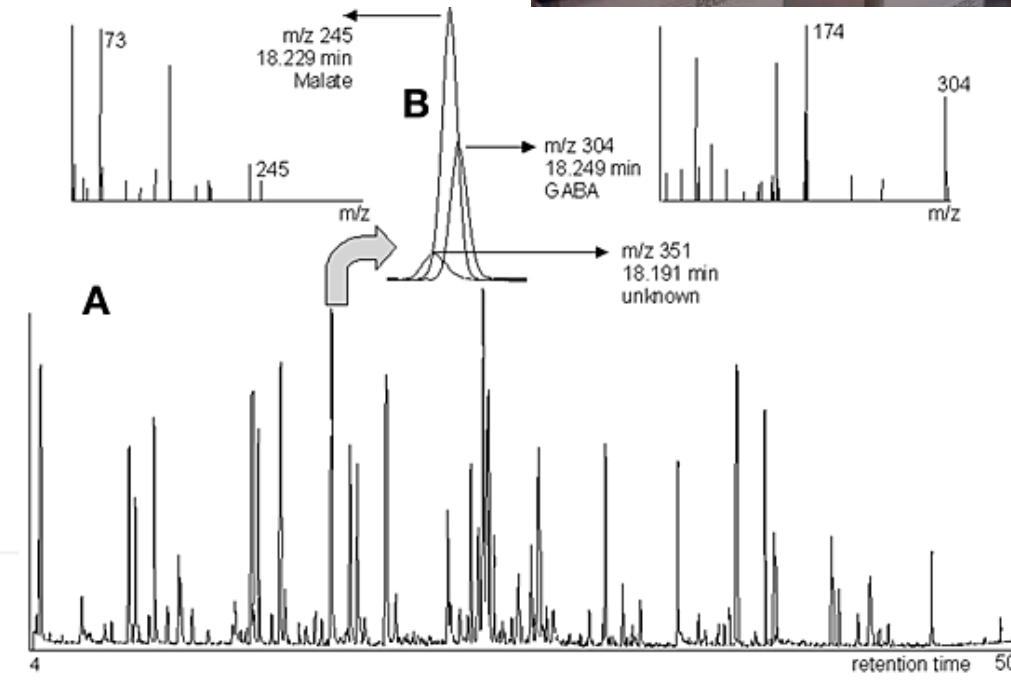 73
245
m/z
m/z 245
18.229 min
Malate
B
m/z 304
18.249 min
GABA
m/z 351
18.191 min
unknown
174
304
m/z
A
4
retention time
50